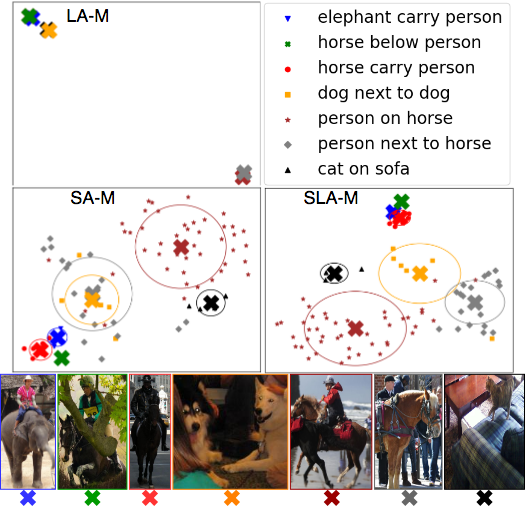 LA-M
elephant carry person
horse below person
horse carry person
dog next to dog
person on horse
person next to horse
cat on sofa
SA-M
SLA-M